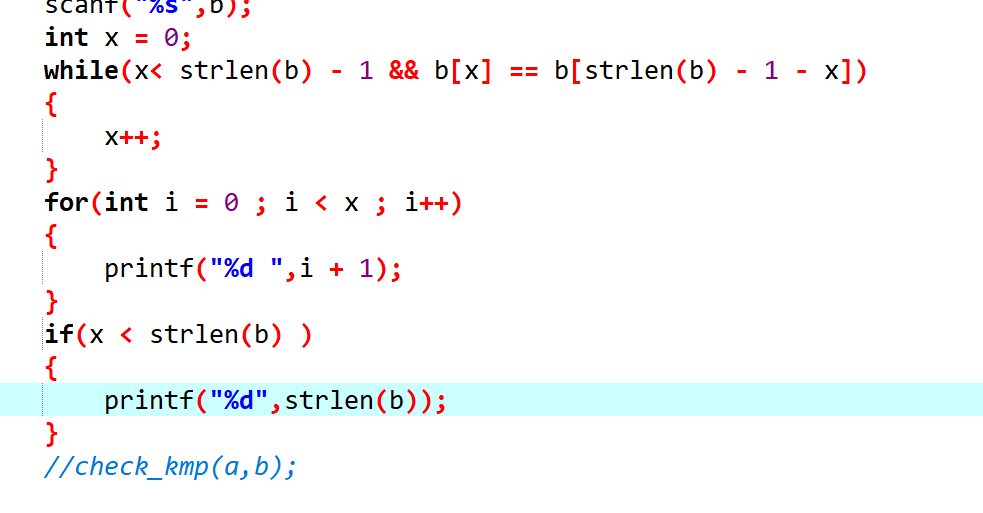 scanf("%s",b);
int x = 0;
while(x< strlen(b) - 1 && b[x] == b[strlen(b) - 1 - x])
{
x++;
}
for(int i = 0 ; i < x ; i++)
{
printf("%d ",i + 1);
}
if(x < strlen(b) )
{
printf("%d",strlen(b));
}
//check_kmp(a,b);